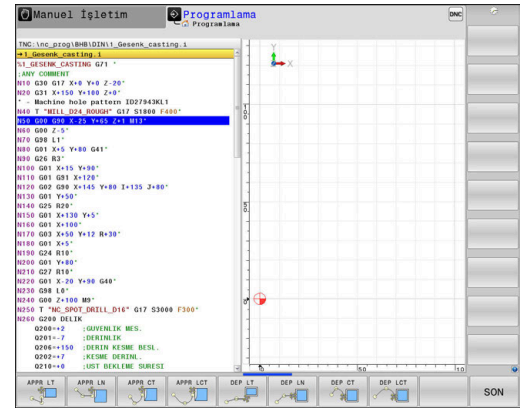 Manuel İşletim
Programlama
Programlama
DNC
TNC:\nc_prog\BHB\DIN\1_Gesenk_casting.i
→1_Gesenk_casting.i
%1_GESENK_CASTING G71 *
;ANY COMMENT
N10 G30 G17 X+0 Y+0 Z-20*
N20 G31 X+150 Y+100 Z+0*
* - Machine hole pattern ID27943KL1
N40 T "MILL_D24_ROUGH" G17 S1800 F400*
N50 G00 G90 X-25 Y+65 Z+1 M13*
N60 G00 Z-5*
N70 G98 L1*
N80 G01 X+5 Y+80 G41*
N90 G26 R3*
N100 G01 X+15 Y+90*
N110 G01 G91 X+120*
N120 G02 G90 X+145 Y+80 I+135 J+80*
N130 G01 Y+50*
N140 G25 R20*
N150 G01 X+130 Y+5*
N160 G01 X+100*
N170 G03 X+50 Y+12 R+30*
N180 G01 X+5*
N190 G24 R10*
N200 G01 Y+80*
N210 G27 R10*
N220 G01 X-20 Y+90 G40*
N230 G98 L0*
N240 G00 Z+100 M9*
N250 T "NC_SPOT_DRILL_D16" G17 S3000 F300*
N260 G200 DELIK
Q200=+2 ;GUVENLIK MES.
Q201=-7 ;DERINLIK
Q206=+150 ;DERIN KESME BESL.
Q202=+7 ;KESME DERINL.
Q210=+0 ;UST BEKLEME SURESI
Y
X
100
50
0
0
50
10
APPR LT
APPR LN
APPR CT
APPR LCT
DEP LT
DEP LN
DEP CT
DEP LCT
SON